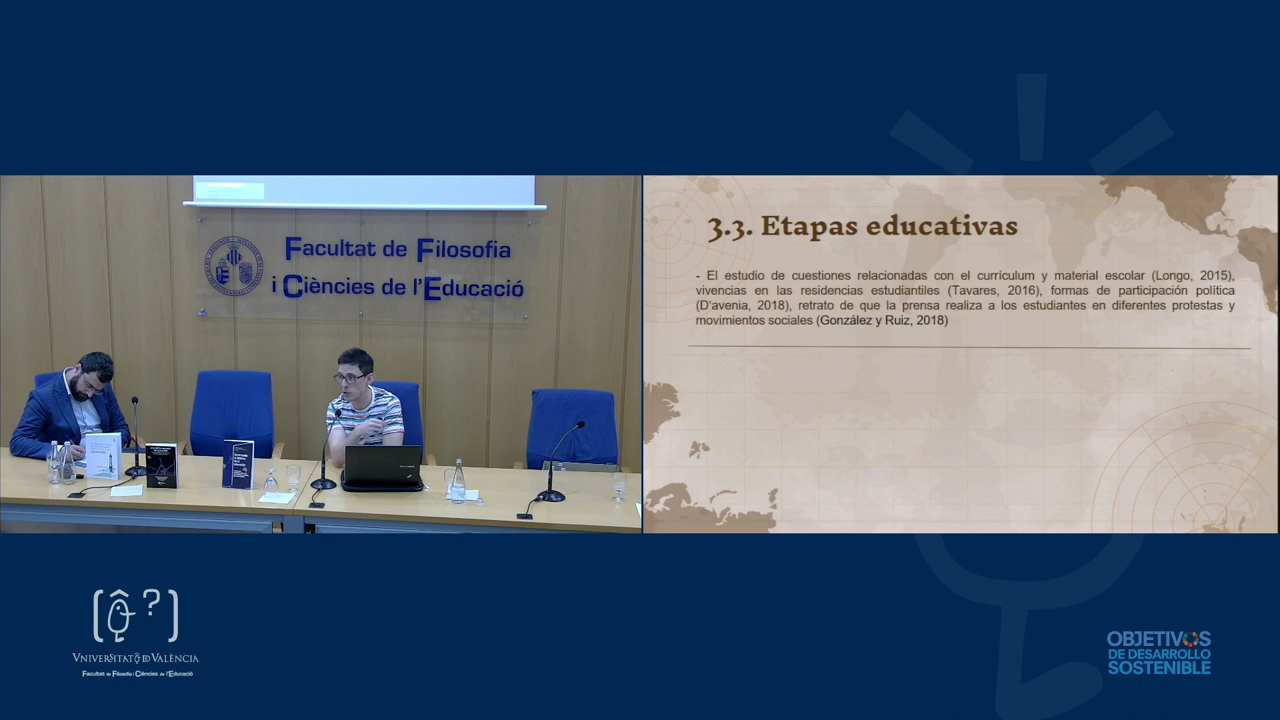 Facultat de Filosofia
i Ciències de l'Educació
3.3. Etapas educativas
- El estudio de cuestiones relacionadas con el currículum y material escolar (Longo, 2015),
vivencias en las residencias estudiantiles (Tavares, 2016), formas de participación política
(D'avenia, 2018), retrato de que la prensa realiza a los estudiantes en diferentes protestas y
movimientos sociales (González y Ruiz, 2018)
[ô?]
VNIVERSITAT D VALÈNCIA
Facultat de Filosofia i Ciències de l'Educació
OBJETIVOS
DE DESARROLLO
SOSTENIBLE